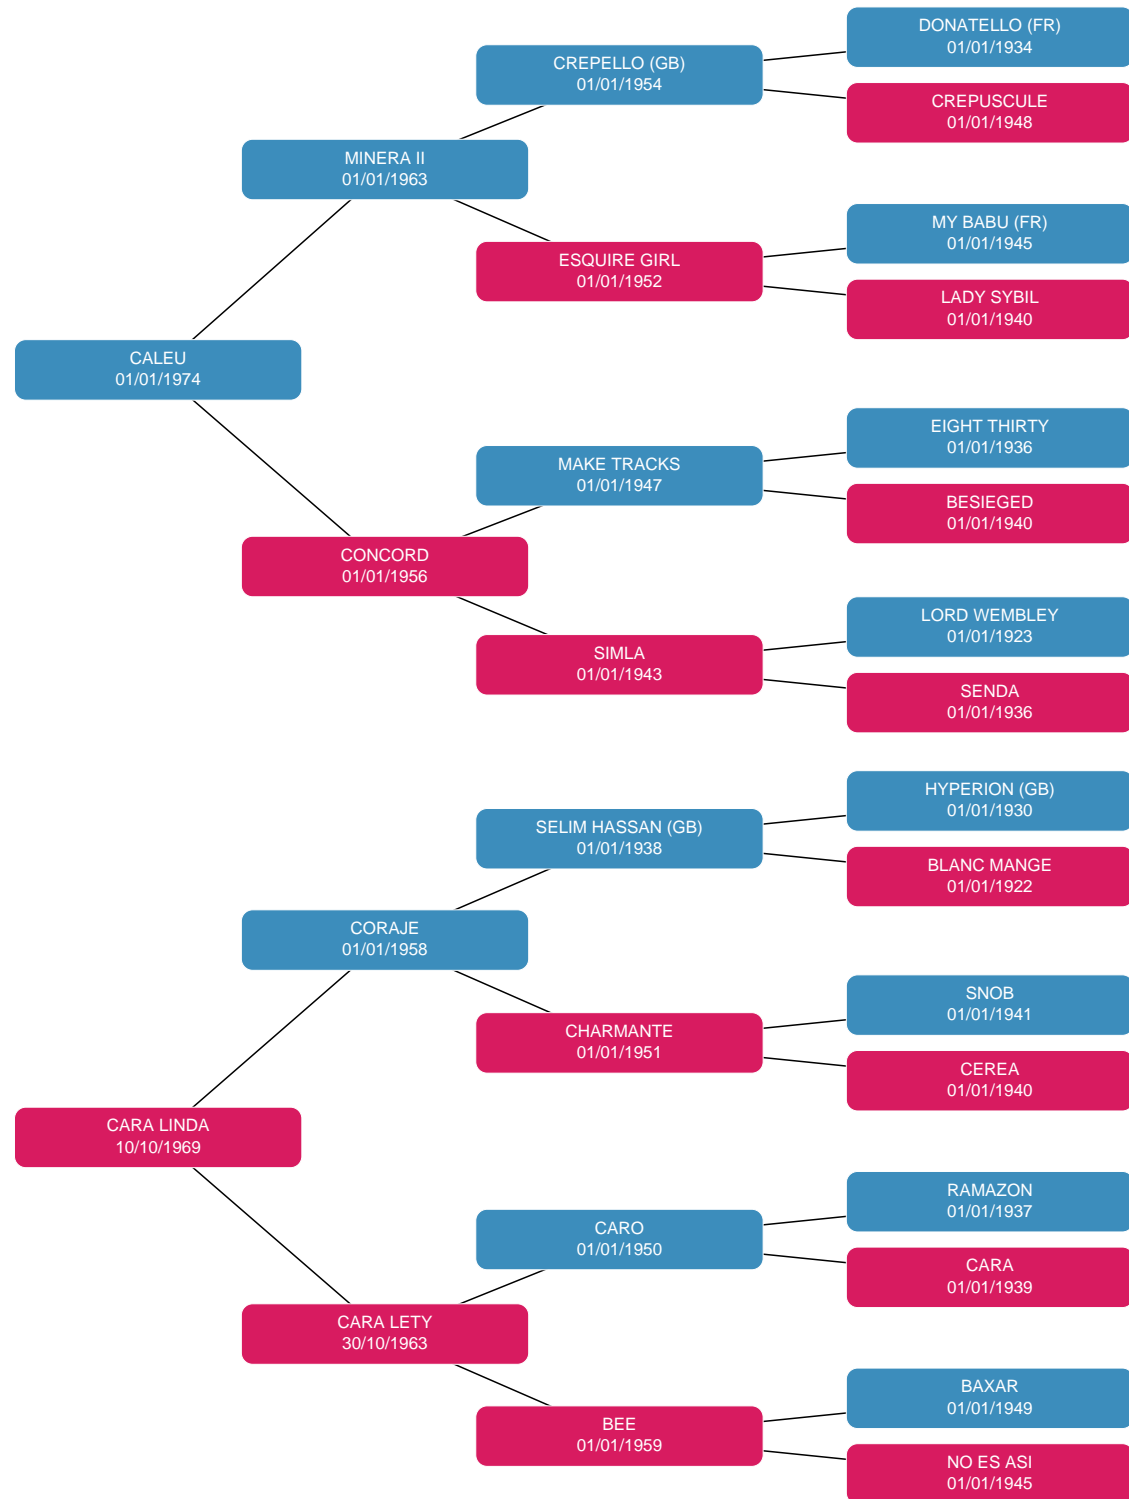 DONATELLO (FR)
01/01/1934
CREPELLO (GB)
01/01/1954
CREPUSCULE
01/01/1948
MINERA II
01/01/1963
MY BABU (FR)
01/01/1945
ESQUIRE GIRL
01/01/1952
LADY SYBIL
01/01/1940
CALEU
01/01/1974
EIGHT THIRTY
01/01/1936
MAKE TRACKS
01/01/1947
BESIEGED
01/01/1940
CONCORD
01/01/1956
LORD WEMBLEY
01/01/1923
SIMLA
01/01/1943
SENDA
01/01/1936
HYPERION (GB)
01/01/1930
SELIM HASSAN (GB)
01/01/1938
BLANC MANGE
01/01/1922
CORAJE
01/01/1958
SNOB
01/01/1941
CHARMANTE
01/01/1951
CEREA
01/01/1940
CARA LINDA
10/10/1969
RAMAZON
01/01/1937
CARO
01/01/1950
CARA
01/01/1939
CARA LETY
30/10/1963
BAXAR
01/01/1949
BEE
01/01/1959
NO ES ASI
01/01/1945